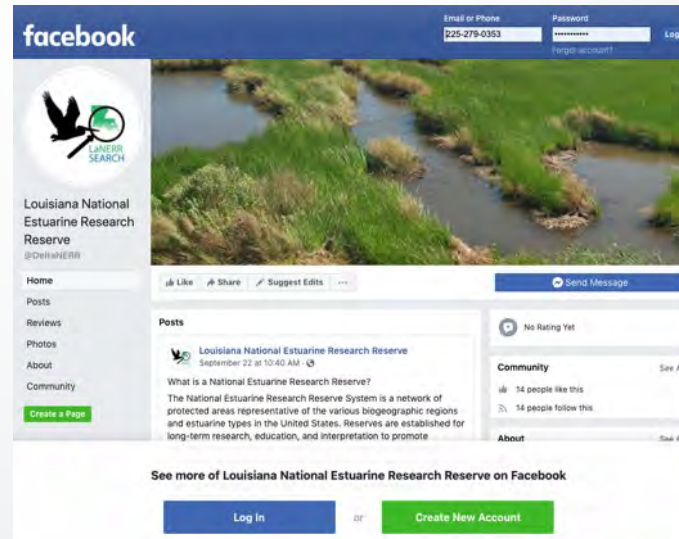 facebook
Email or Phone
Password
225-279-0353
Log
Forgot account?
LaNERR
SEARCH
Louisiana National
Estuarine Research
Reserve
@DeltaNERR
Home
Posts
Reviews
Photos
About
Community
Create a Page
Like
Share
Suggest Edits
Send Message
Posts
Louisiana National Estuarine Research Reserve
September 22 at 10:40 AM
What is a National Estuarine Research Reserve?
The National Estuarine Research Reserve System is a network of
protected areas representative of the various biogeographic regions
and estuarine types in the United States. Reserves are established for
long-term research, education, and interpretation to promote
No Rating Yet
Community
See A
14 people like this
14 people follow this
About
See A
See more of Louisiana National Estuarine Research Reserve on Facebook
Log In
or
Create New Account